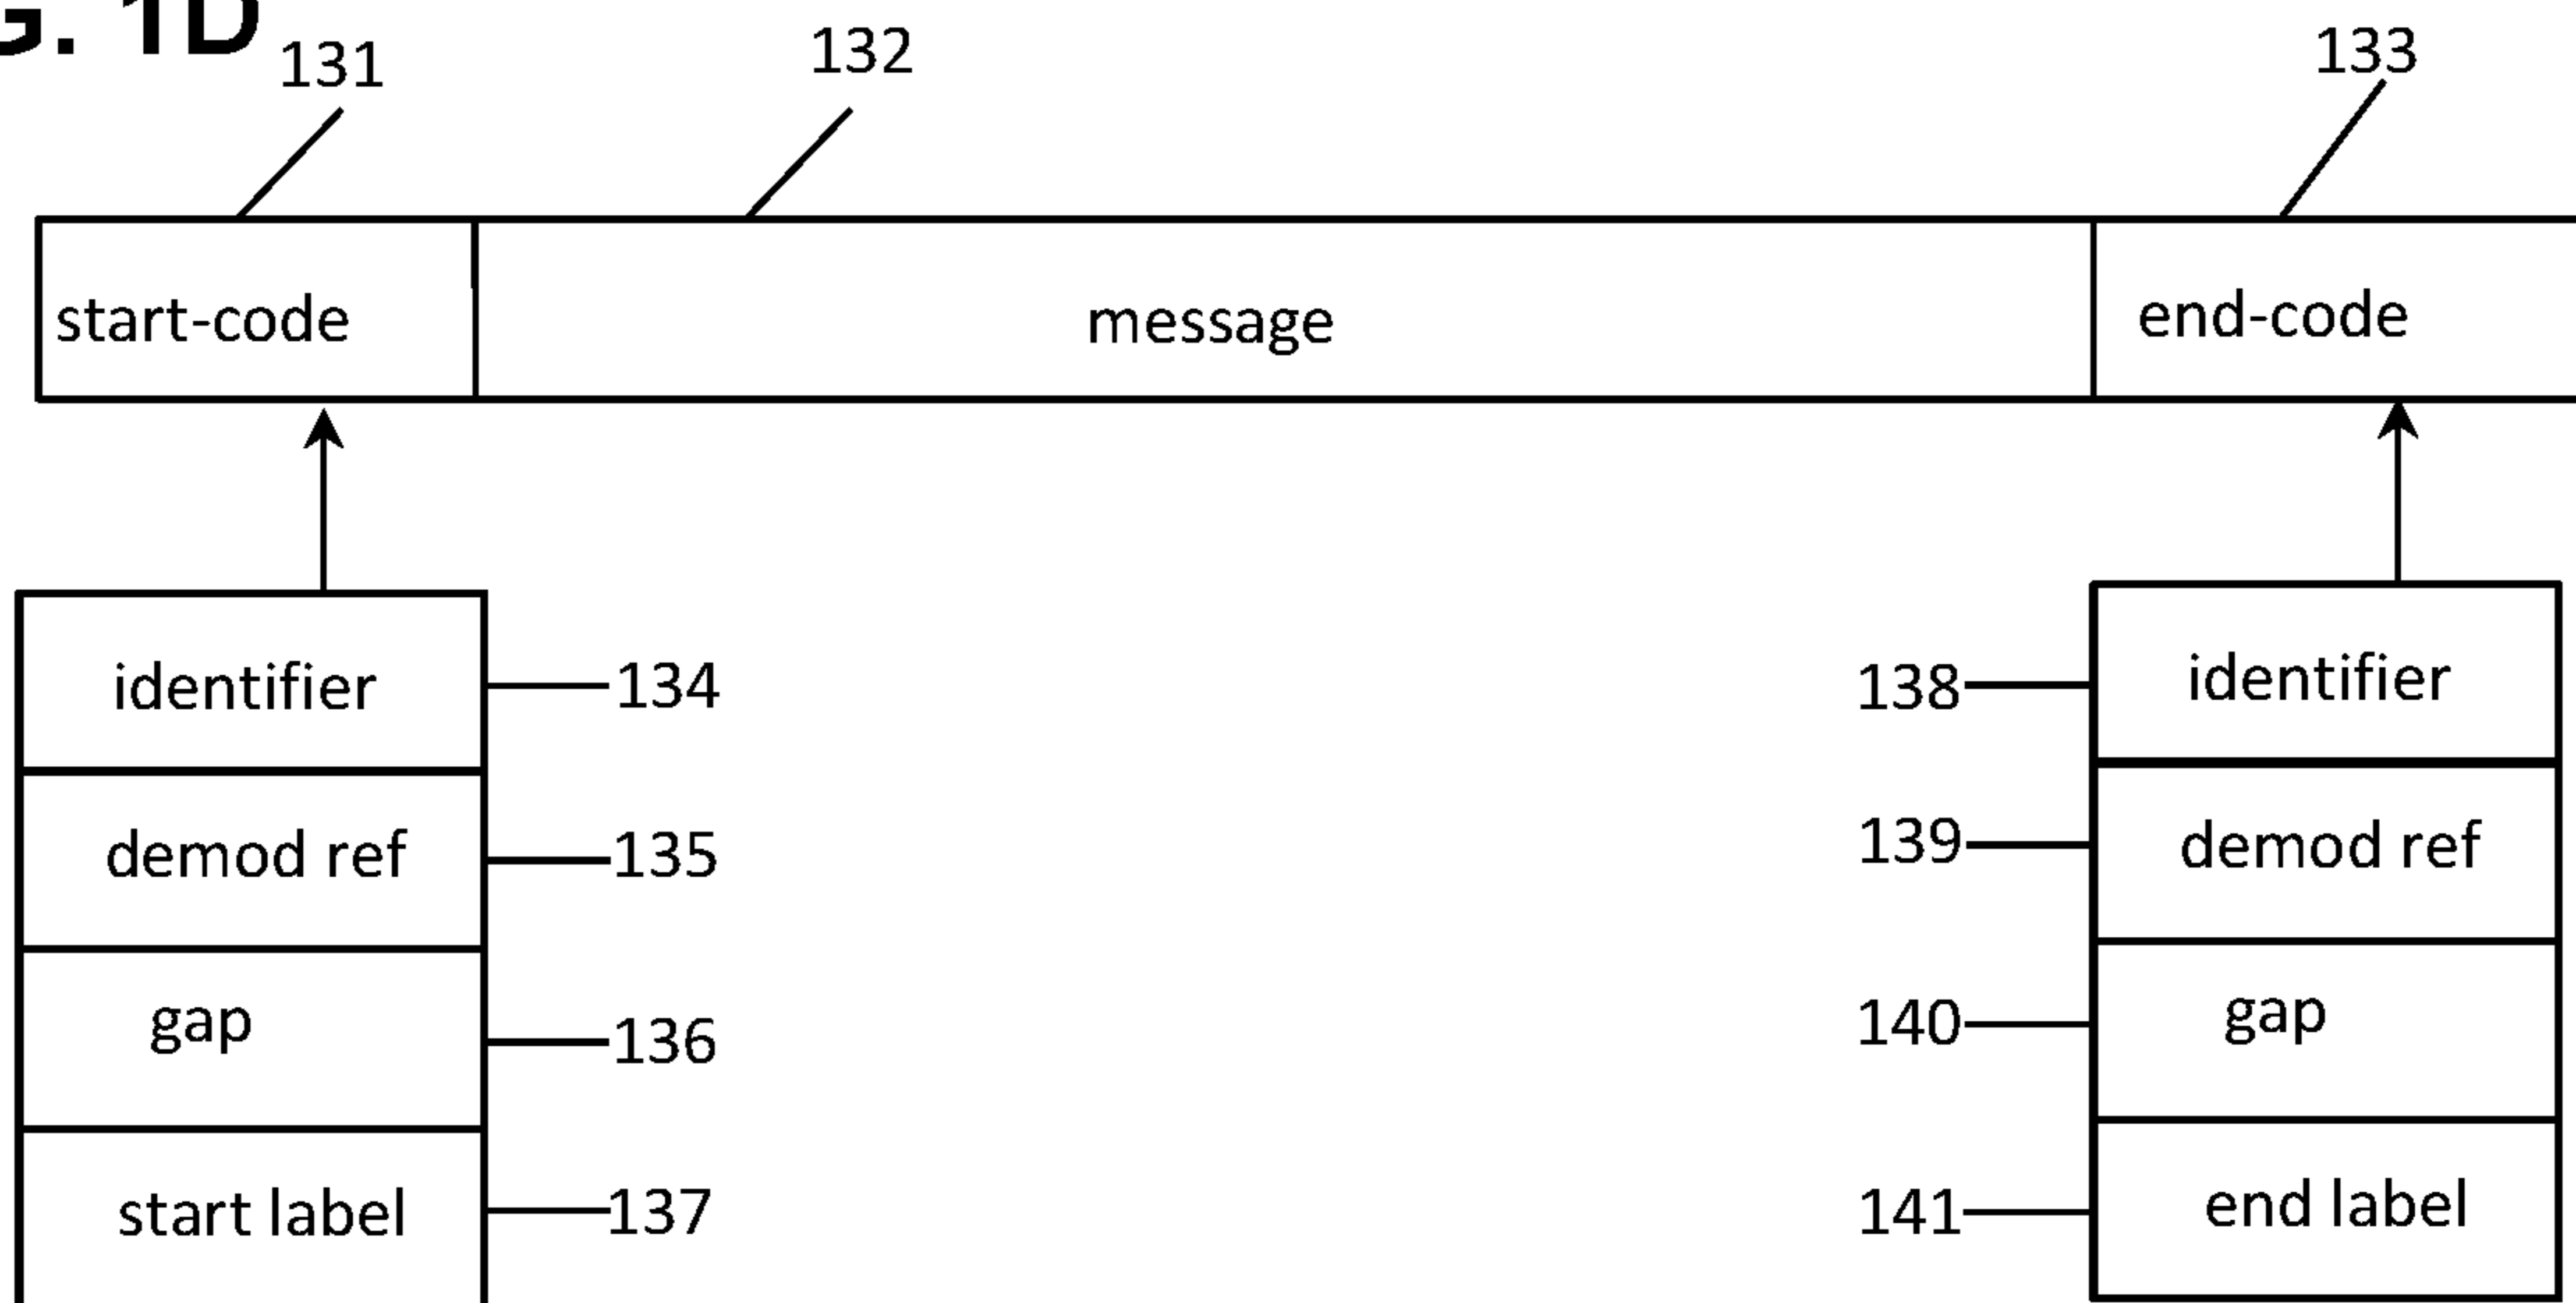 G. 1D
131
132
133
start-code
message
end-code
identifier
134
138
identifier
demod ref
135
139
demod ref
gap
136
140
gap
start label
137
141
end label